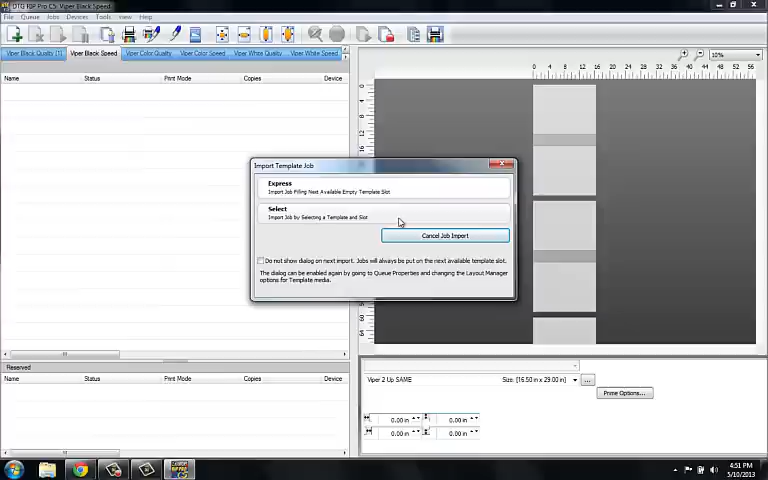 DTG RIP Pro C5: Viper Black Speed
File Queue Jobs Devices Tools View Help
Viper Black Quality (1) Viper Black Speed Viper Color Quality Viper Color Speed Viper White Quality Viper White Speed
Name Status Print Mode Copies Device
10%
0 4 8 12 16 20 24 28 32 36 40 44 48 52 56
Import Template Job
Express
Import Job Filling Next Available Empty Template Slot
Select
Import Job by Selecting a Template and Slot
Cancel Job Import
Do not show dialog on next import. Jobs will always be put on the next available template slot.
The dialog can be enabled again by going to Queue Properties and changing the Layout Manager
options for Template media.
Reserved
Name Status Print Mode Copies Device
Viper 2 Up SAME Size: [16.50 in x 29.00 in] ...
Prime Options...
0.00 in 0.00 in
0.00 in 0.00 in
4:51 PM
5/10/2013